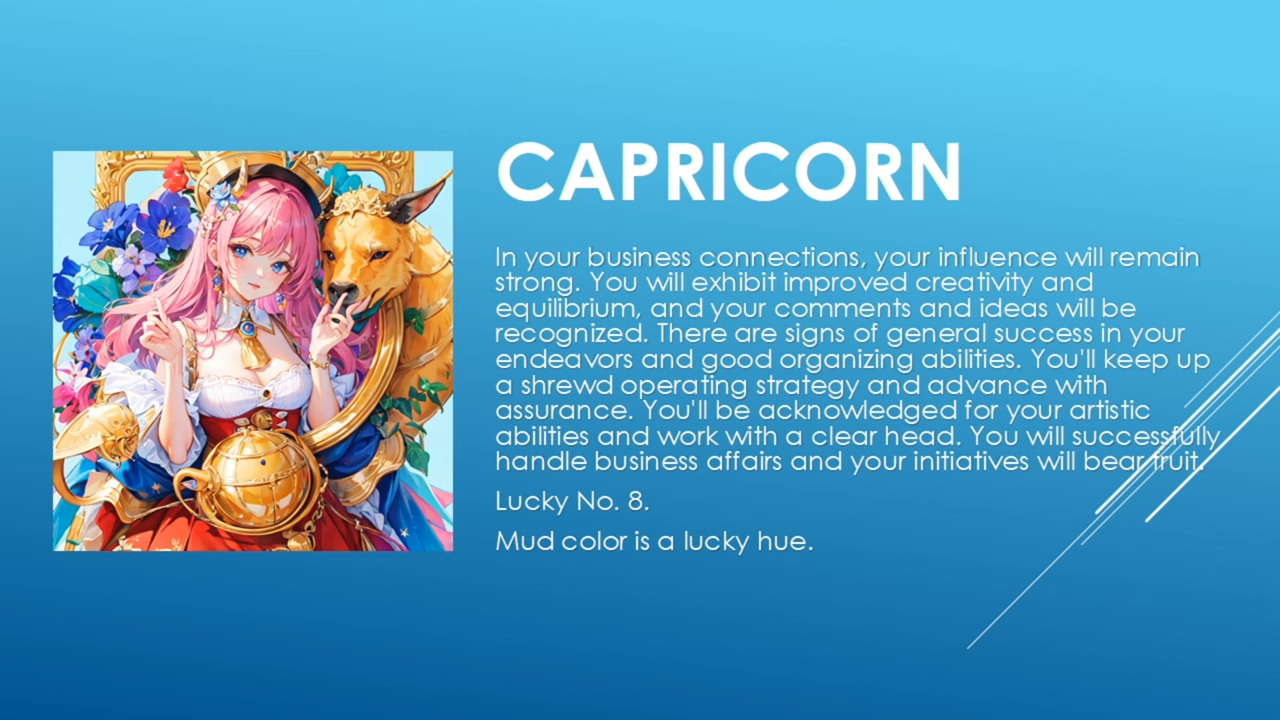 CAPRICORN
In your business connections, your influence will remain
strong. You will exhibit improved creativity and
equilibrium, and your comments and ideas will be
recognized. There are signs of general success in your
endeavors and good organizing abilities. You'll keep up
a shrewd operating strategy and advance with
assurance. You'll be acknowledged for your artistic
abilities and work with a clear head. You will successfully
handle business affairs and your initiatives will bear fruit.
Lucky No. 8.
Mud color is a lucky hue.